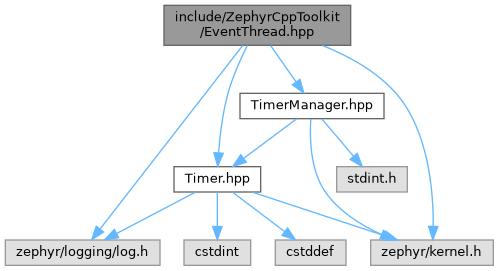 include/ZephyrCppToolkit
/EventThread.hpp
TimerManager.hpp
Timer.hpp
stdint.h
zephyr/logging/log.h
cstdint
cstddef
zephyr/kernel.h